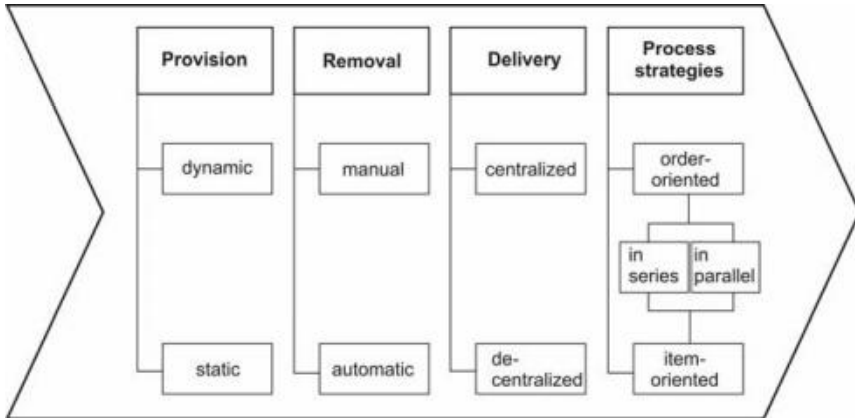 Provision
Removal
Delivery
Process
strategies
dynamic
manual
centralized
order-
oriented
in
series
in
parallel
static
automatic
de-
centralized
item-
oriented